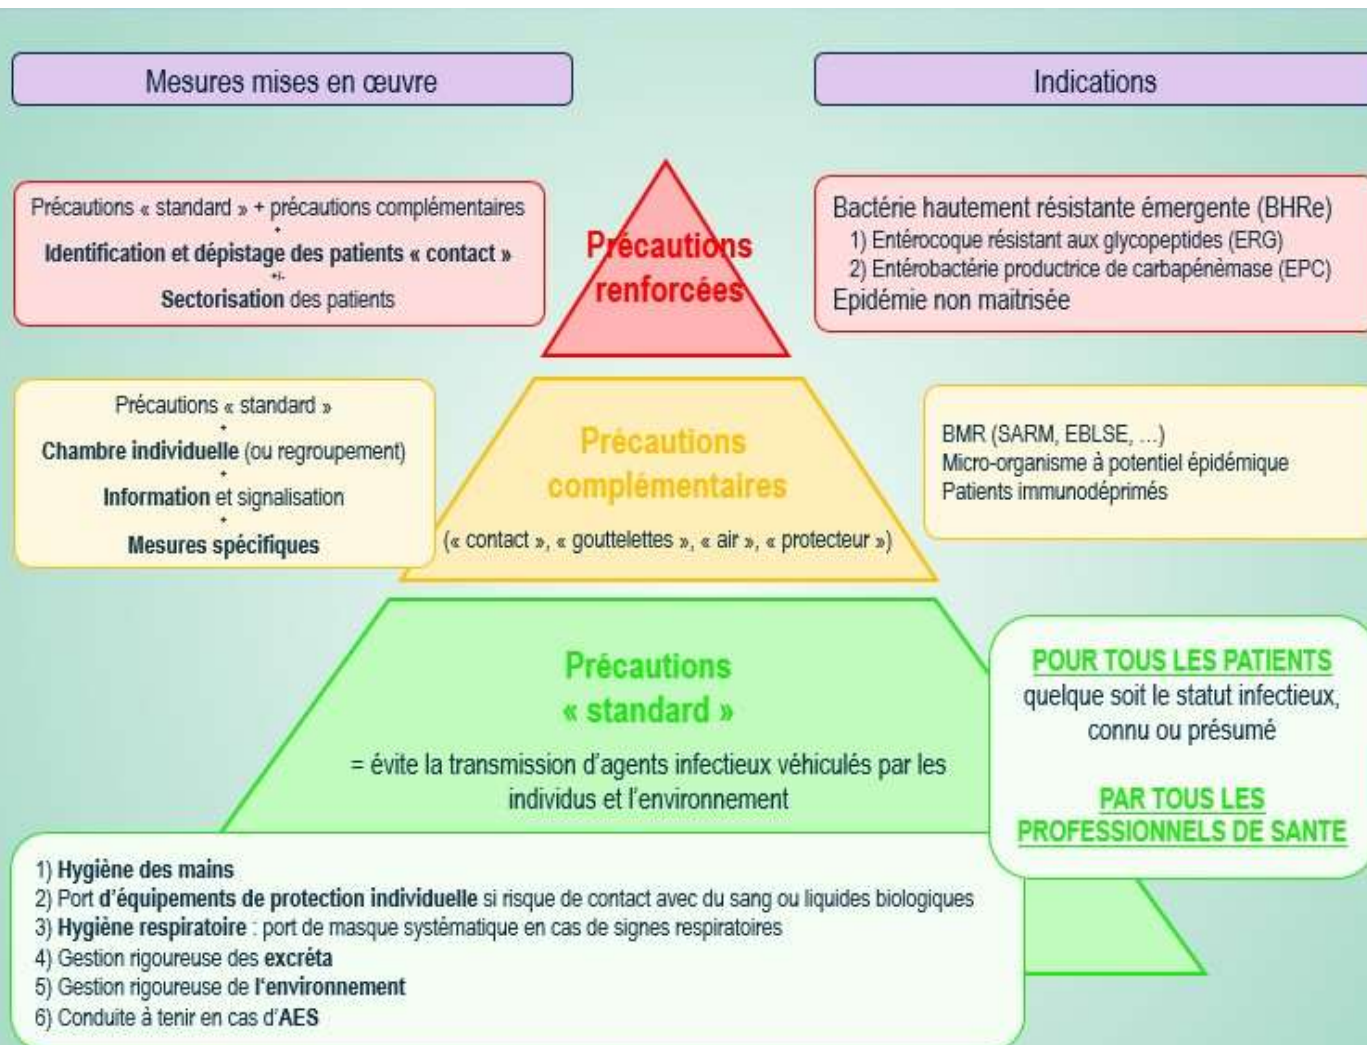 Mesures mises en œuvre
Indications
Précautions « standard » + précautions complémentaires
+
Identification et dépistage des patients « contact »
+/-
Sectorisation des patients
Précautions
renforcées
Bactérie hautement résistante émergente (BHRe)
1) Entérocoque résistant aux glycopeptides (ERG)
2) Entérobactérie productrice de carbapénèmase (EPC)
Epidémie non maitrisée
Précautions « standard »
+
Chambre individuelle (ou regroupement)
+
Information et signalisation
+
Mesures spécifiques
Précautions
complémentaires
(« contact », « gouttelettes », « air », « protecteur »)
BMR (SARM, EBLSE, …)
Micro-organisme à potentiel épidémique
Patients immunodéprimés
Précautions
« standard »
= évite la transmission d'agents infectieux véhiculés par les
individus et l'environnement
POUR TOUS LES PATIENTS
quelque soit le statut infectieux,
connu ou présumé
PAR TOUS LES
PROFESSIONNELS DE SANTE
1) Hygiène des mains
2) Port d'équipements de protection individuelle si risque de contact avec du sang ou liquides biologiques
3) Hygiène respiratoire : port de masque systématique en cas de signes respiratoires
4) Gestion rigoureuse des excréta
5) Gestion rigoureuse de l'environnement
6) Conduite à tenir en cas d'AES